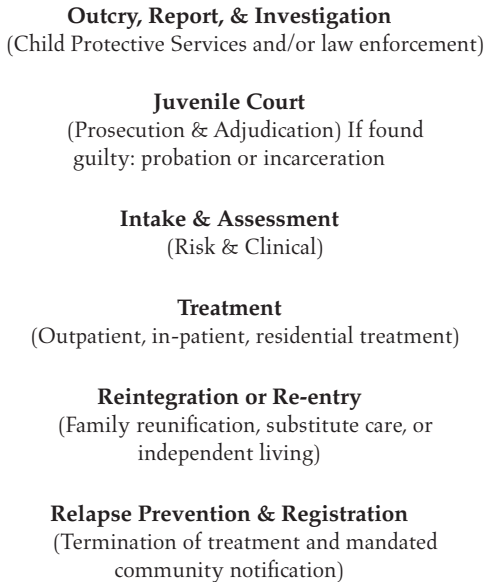 Outcry, Report, & Investigation
(Child Protective Services and/or law enforcement)
Juvenile Court
(Prosecution & Adjudication) If found
guilty: probation or incarceration
Intake & Assessment
(Risk & Clinical)
Treatment
(Outpatient, in-patient, residential treatment)
Reintegration or Re-entry
(Family reunification, substitute care, or
independent living)
Relapse Prevention & Registration
(Termination of treatment and mandated
community notification)